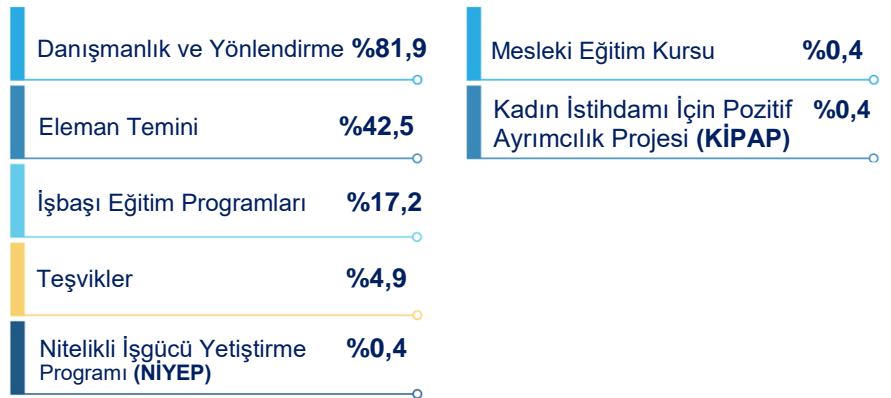 Danışmanlık ve Yönlendirme %81,9
Eleman Temini %42,5
İşbaşı Eğitim Programları %17,2
Teşvikler %4,9
Nitelikli İşgücü Yetiştirme %0,4
Programı (NİYEP)
Mesleki Eğitim Kursu %0,4
Kadın İstihdamı İçin Pozitif %0,4
Ayrımcılık Projesi (KİPAP)